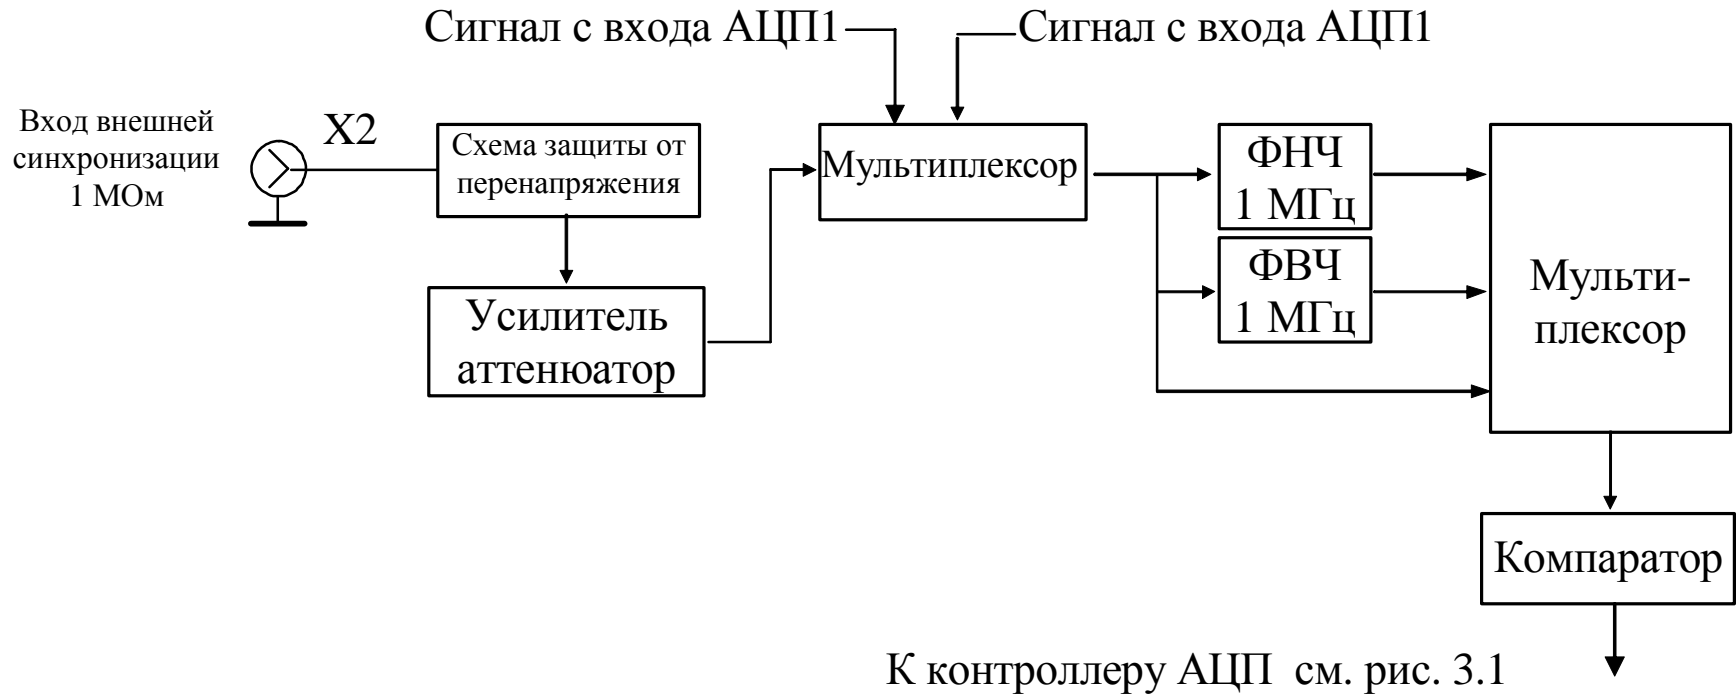 Сигнал с входа АЦП1
Сигнал с входа АЦП1
Вход внешней
синхронизации
1 МОм
X2
Схема защиты от
перенапряжения
Усилитель
аттенюатор
Мультиплексор
ФНЧ
1 МГц
ФВЧ
1 МГц
Мульти-
плексор
Компаратор
К контроллеру АЦП см. рис. 3.1